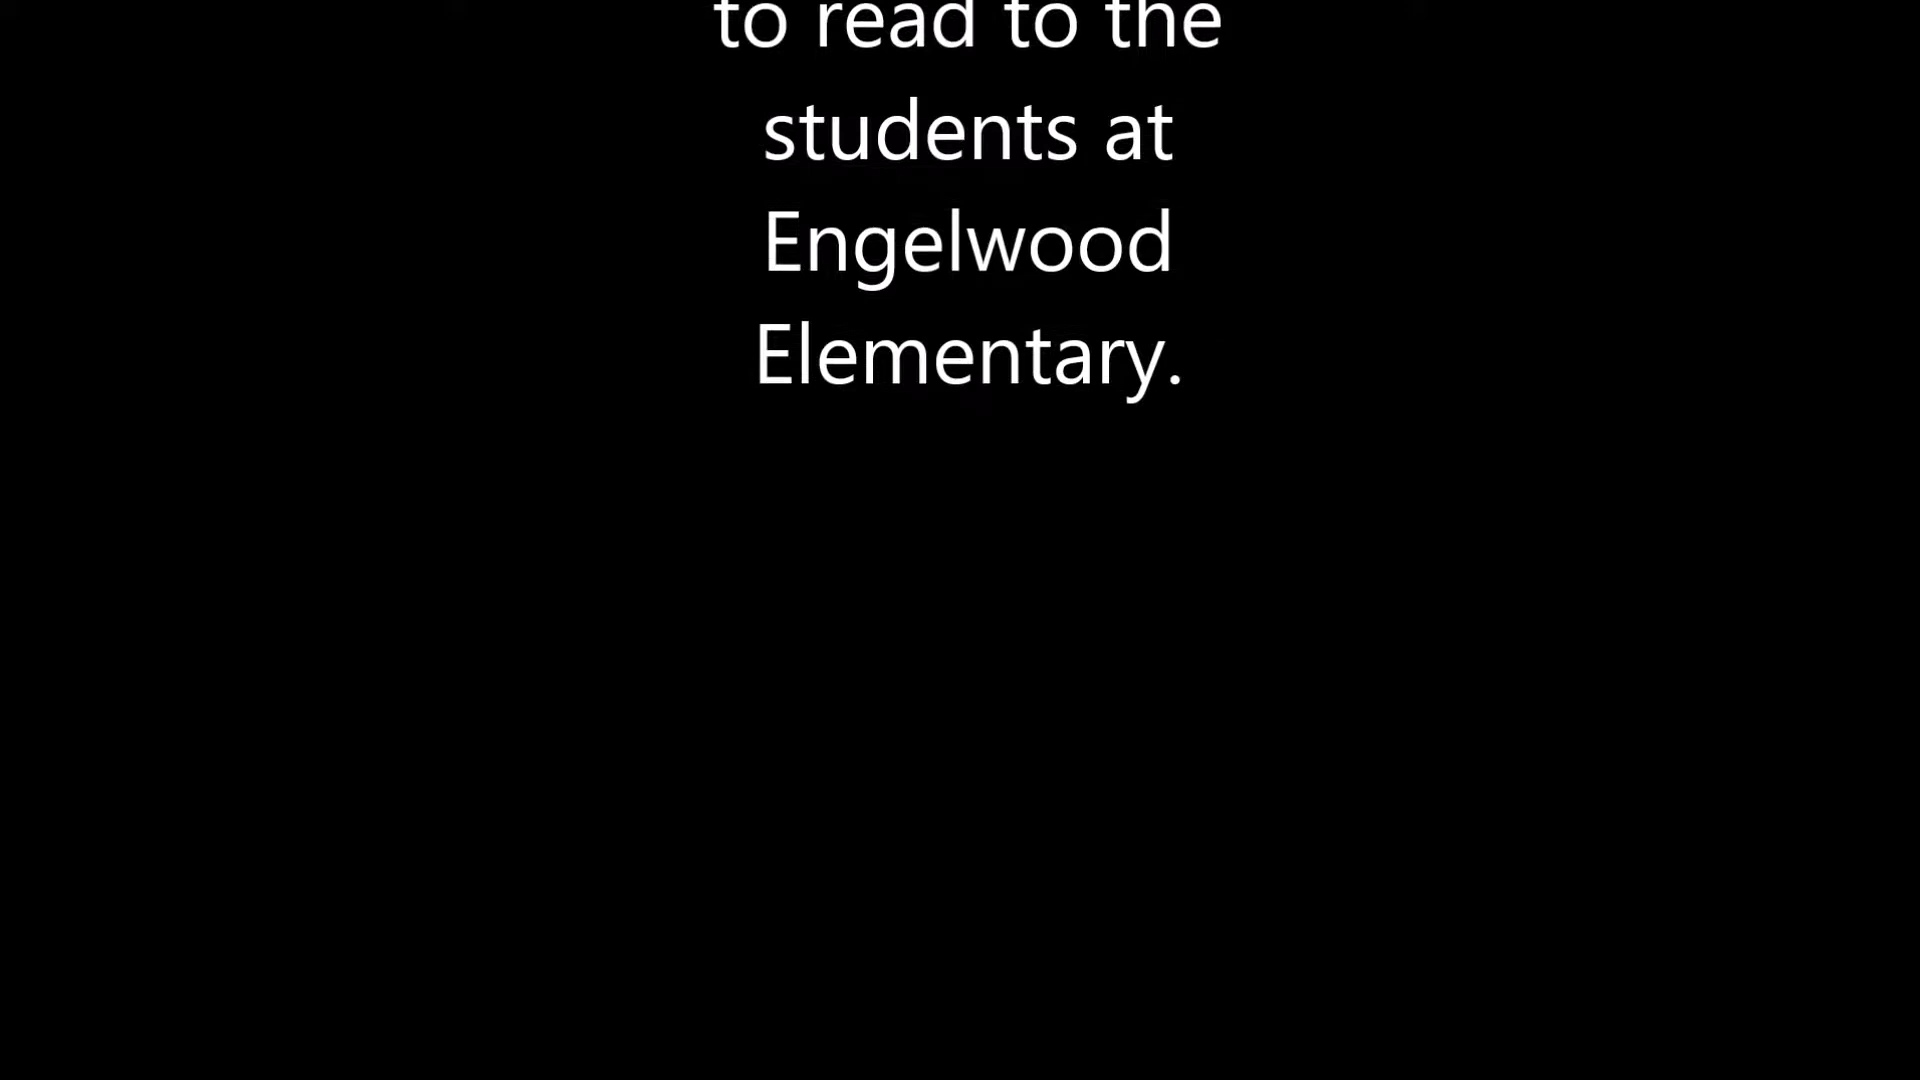 to read to the
students at
Engelwood
Elementary.